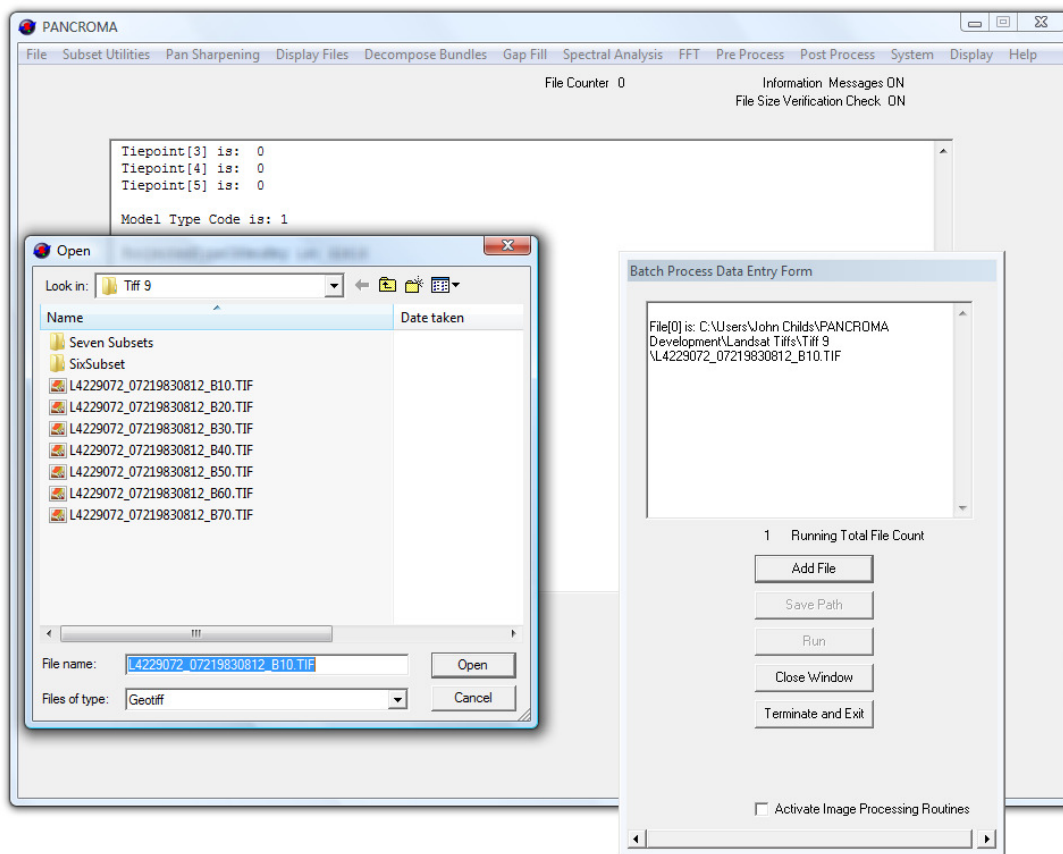 PANCROMA
File Subset Utilities Pan Sharpening Display Files Decompose Bundles Gap Fill Spectral Analysis FFT Pre Process Post Process System Display Help
File Counter 0
Information Messages ON
File Size Verification Check ON
Tiepoint[3] is: 0
Tiepoint[4] is: 0
Tiepoint[5] is: 0
Model Type Code is: 1
Open
Look in: Tiff 9
Name Date taken
Seven Subsets
SixSubset
L4229072_07219830812_B10.TIF
L4229072_07219830812_B20.TIF
L4229072_07219830812_B30.TIF
L4229072_07219830812_B40.TIF
L4229072_07219830812_B50.TIF
L4229072_07219830812_B60.TIF
L4229072_07219830812_B70.TIF
File name: L4229072_07219830812_B10.TIF Open
Files of type: Geotiff Cancel
Batch Process Data Entry Form
File[0] is: C:\Users\John Childs\PANCROMA
Development\Landsat Tiffs\Tiff 9
\L4229072_07219830812_B10.TIF
1 Running Total File Count
Add File
Save Path
Run
Close Window
Terminate and Exit
Activate Image Processing Routines